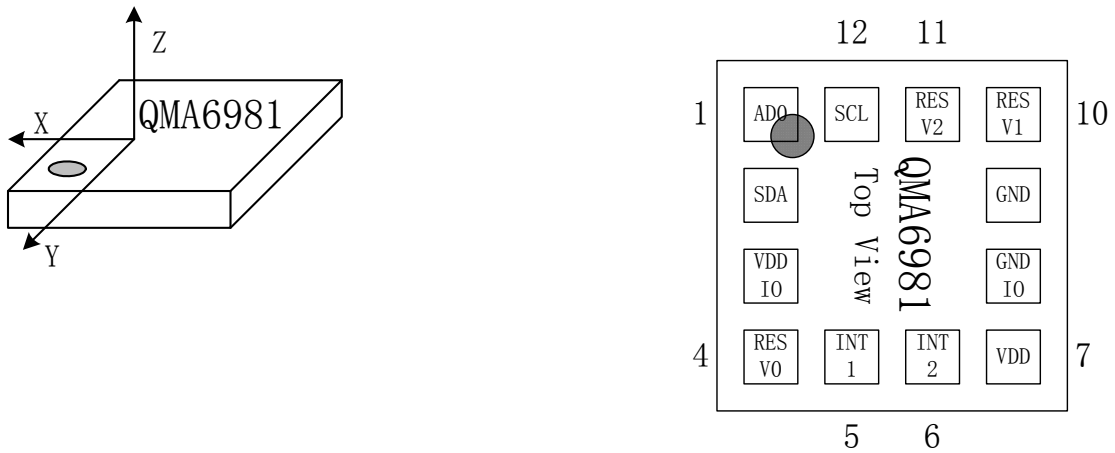 Z
X
QMA6981
Y
12
11
1
AD0
SCL
RES
V2
RES
V1
10
SDA
QMA6981
Top View
GND
VDD
IO
GND
IO
4
RES
V0
INT
1
INT
2
VDD
7
5
6